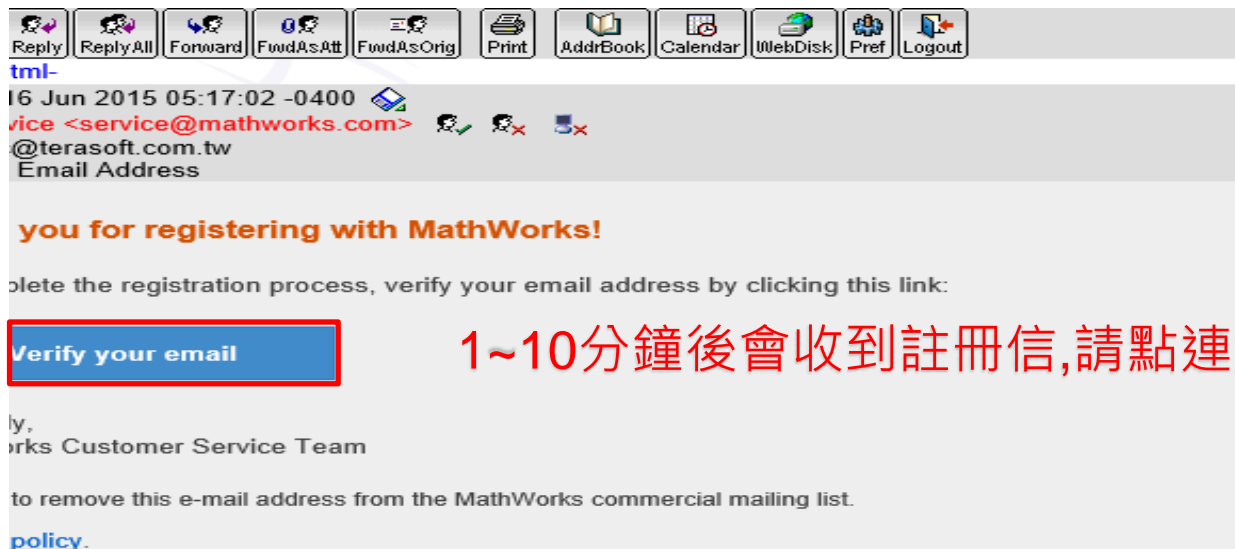 Reply ReplyAll Forward FwdAsAtt FwdAsOrig Print AddrBook Calendar WebDisk Pref Logout
tml-
16 Jun 2015 05:17:02 -0400
vice <service@mathworks.com>
@terasoft.com.tw
Email Address
you for registering with MathWorks!
plete the registration process, verify your email address by clicking this link:
Verify your email
1~10分鐘後會收到註冊信,請點連
ly,
orks Customer Service Team
to remove this e-mail address from the MathWorks commercial mailing list.
policy.